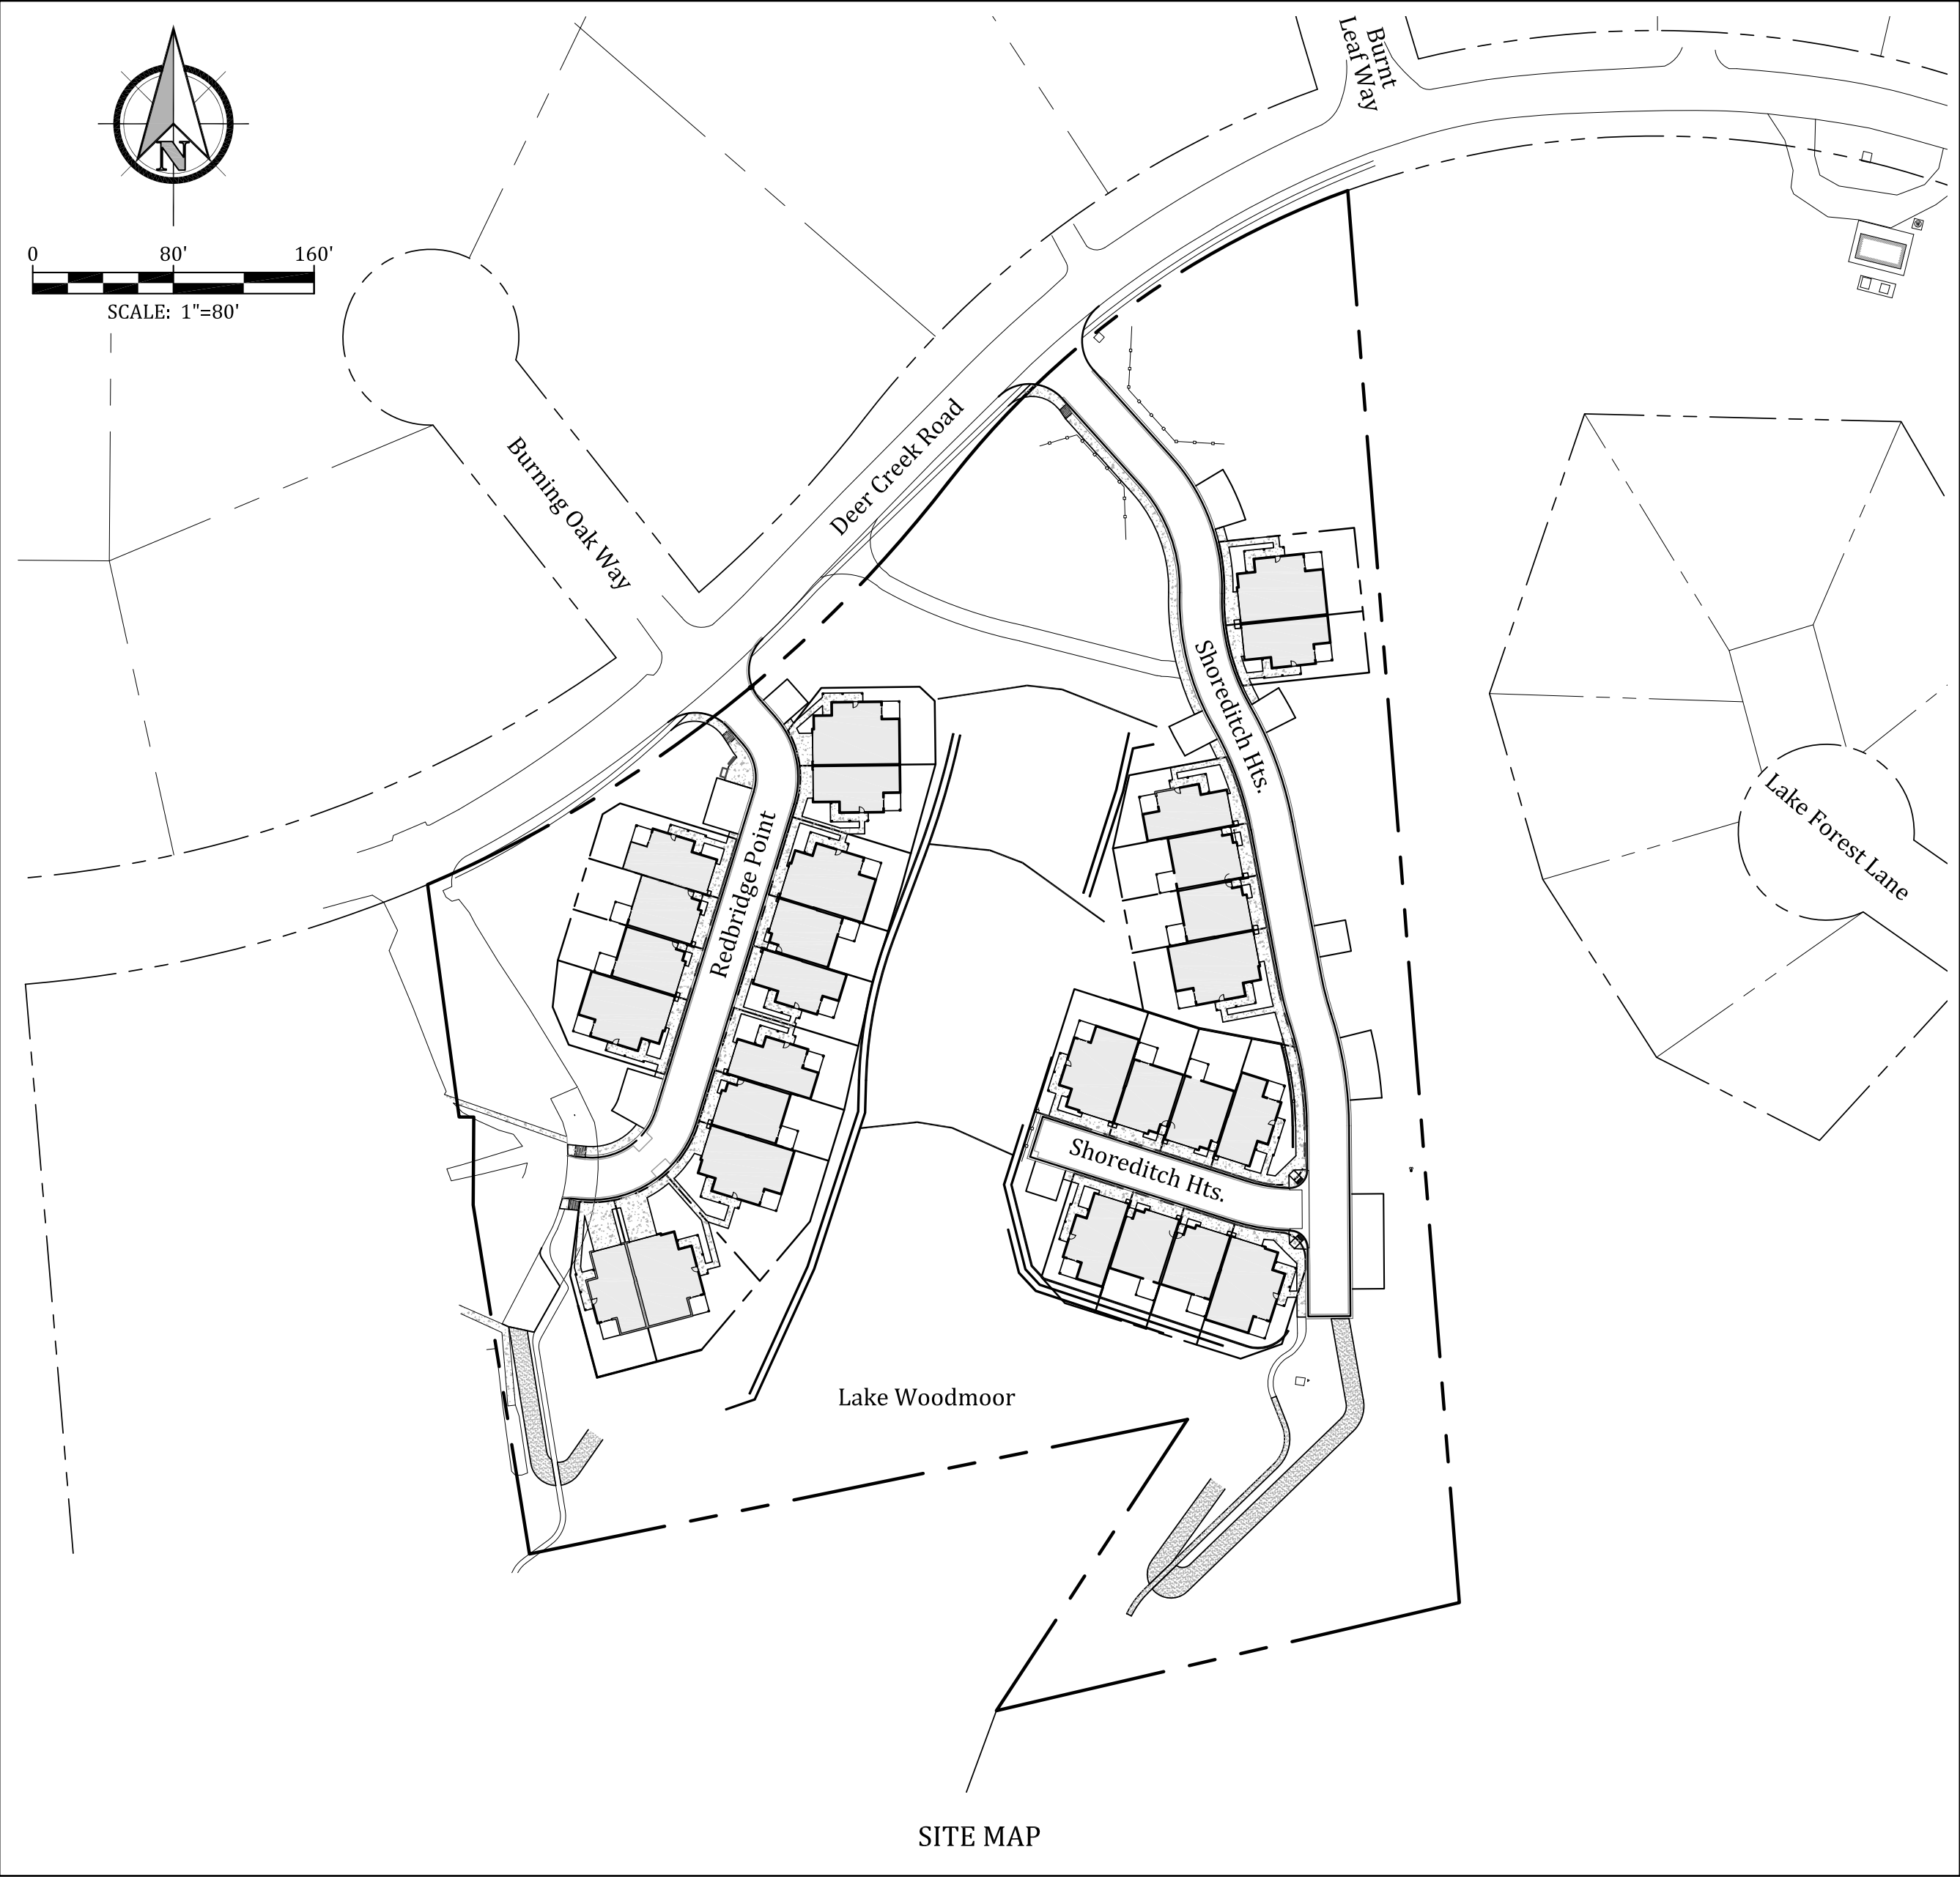 Burnt
Leaf Way
N
0 80' 160'
SCALE: 1"=80'
Deer Creek Road
Burning Oak Way
Shoreditch Hts.
Lake Forest Lane
Redbridge Point
Shoreditch Hts.
Lake Woodmoor
SITE MAP